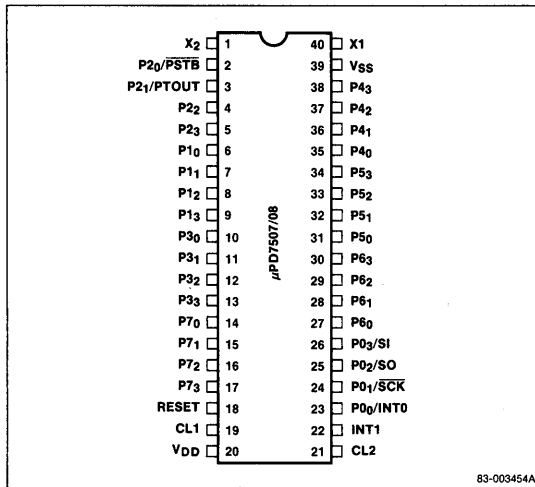 X2 1 40 X1
P20/PSTB 2 39 VSS
P21/PTOUT 3 38 P43
P22 4 37 P42
P23 5 36 P41
P10 6 35 P40
P11 7 34 P53
P12 8 33 P52
P13 9 32 P51
P30 10 31 P50
P31 11 30 P63
P32 12 29 P62
P33 13 28 P61
P70 14 27 P60
P71 15 26 P03/SI
P72 16 25 P02/SO
P73 17 24 P01/SCK
RESET 18 23 P00/INT0
CL1 19 22 INT1
VDD 20 21 CL2
µPD7507/08
83-003454A